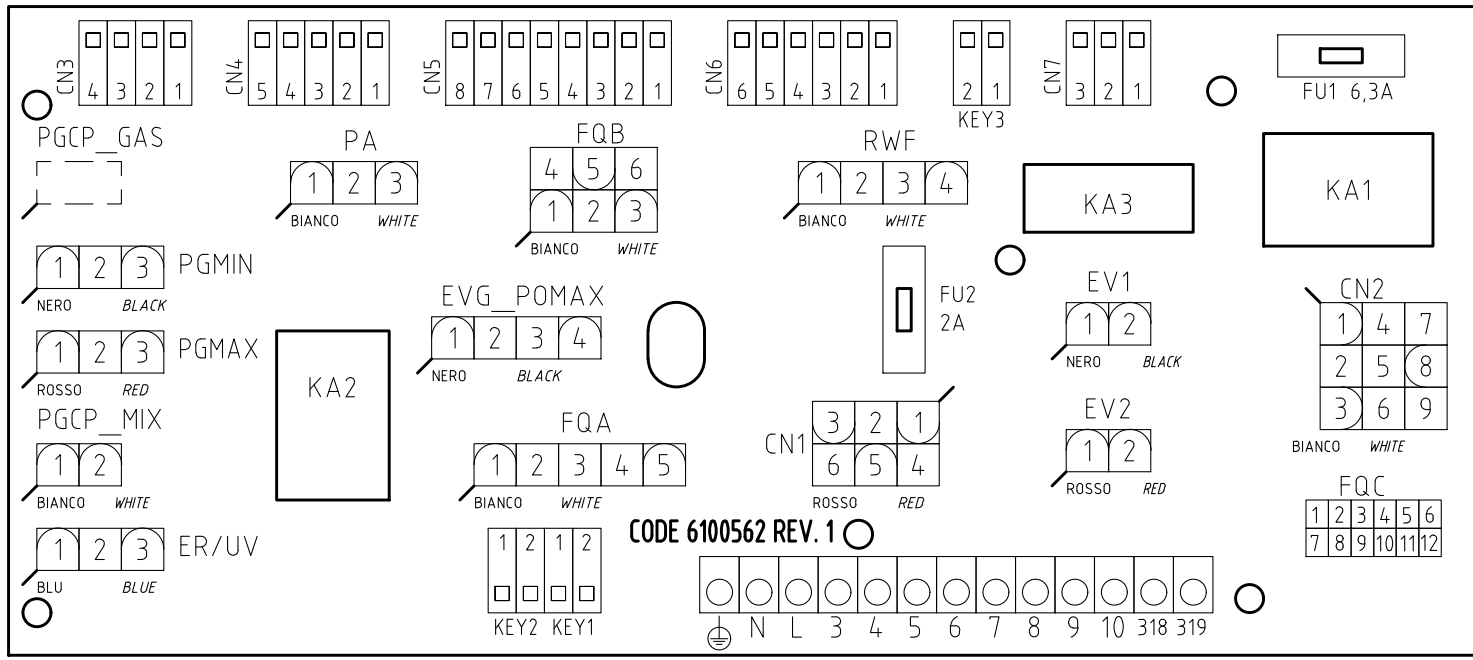 CN3 4 3 2 1
CN4 5 4 3 2 1
CN5 8 7 6 5 4 3 2 1
CN6 6 5 4 3 2 1
2 1
KEY3
CN7 3 2 1
FU1 6,3A
PGCP_GAS
PA
1 2 3
BIANCO WHITE
FQB
4 5 6
1 2 3
BIANCO WHITE
RWF
1 2 3 4
BIANCO WHITE
KA3
KA1
1 2 3 PGMIN
NERO BLACK
1 2 3 PGMAX
ROSSO RED
PGCP_MIX
1 2
BIANCO WHITE
1 2 3 ER/UV
BLU BLUE
KA2
EVG_POMAX
1 2 3 4
NERO BLACK
FQA
1 2 3 4 5
BIANCO WHITE
FU2
2A
CN1
3 2 1
6 5 4
ROSSO RED
EV1
1 2
NERO BLACK
EV2
1 2
ROSSO RED
CN2
1 4 7
2 5 8
3 6 9
BIANCO WHITE
FQC
1 2 3 4 5 6
7 8 9 10 11 12
CODE 6100562 REV. 1
1 2 1 2
KEY2 KEY1
N L 3 4 5 6 7 8 9 10 318 319